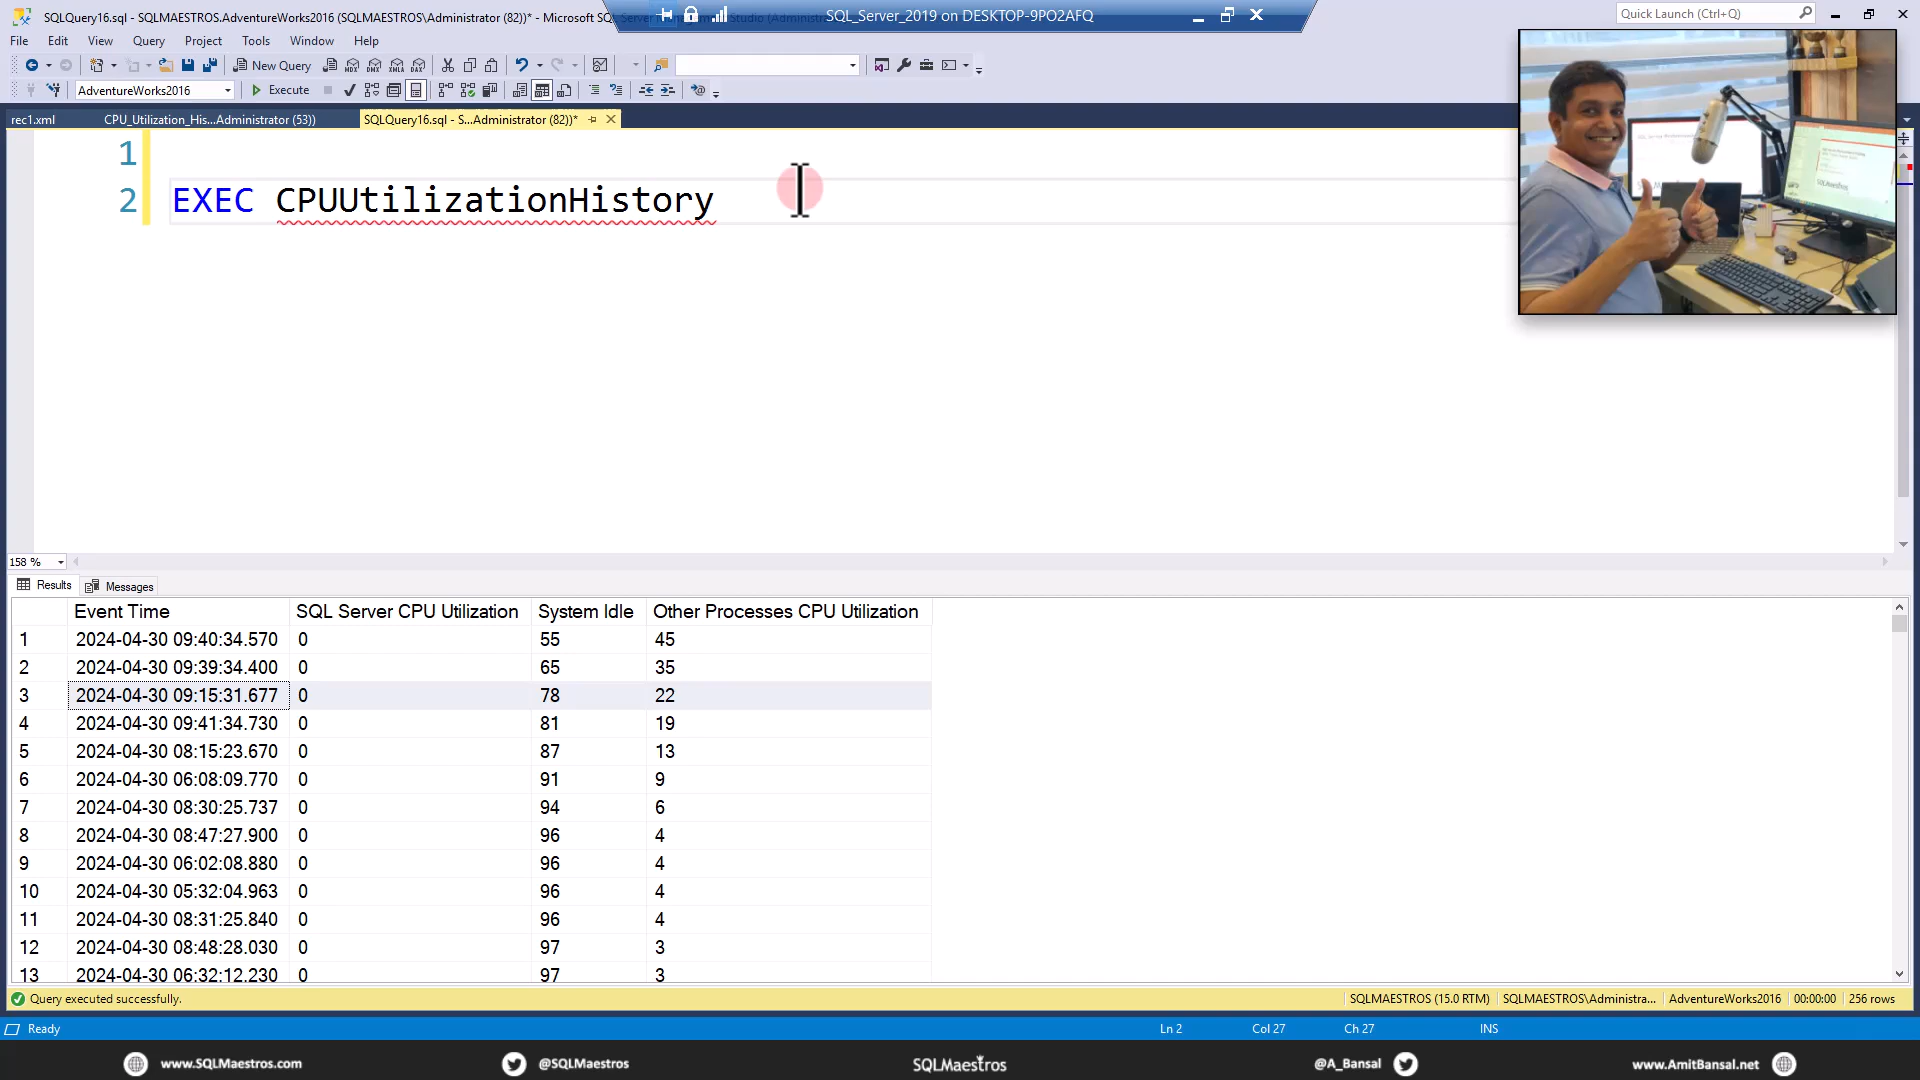 SQLQuery16.sql - SQLMAESTROS.AdventureWorks2016 (SQLMAESTROS\Administrator (82))* - Microsoft SQL
SQL_Server_2019 on DESKTOP-9PO2AFQ
Quick Launch (Ctrl+Q)
File Edit View Query Project Tools Window Help
New Query
AdventureWorks2016 Execute
rec1.xml CPU_Utilization_His...Administrator (53)) SQLQuery16.sql - S...Administrator (82))*
1
2 EXEC CPUUtilizationHistory
158 %
Results Messages
Event Time SQL Server CPU Utilization System Idle Other Processes CPU Utilization
1 2024-04-30 09:40:34.570 0 55 45
2 2024-04-30 09:39:34.400 0 65 35
3 2024-04-30 09:15:31.677 0 78 22
4 2024-04-30 09:41:34.730 0 81 19
5 2024-04-30 08:15:23.670 0 87 13
6 2024-04-30 06:08:09.770 0 91 9
7 2024-04-30 08:30:25.737 0 94 6
8 2024-04-30 08:47:27.900 0 96 4
9 2024-04-30 06:02:08.880 0 96 4
10 2024-04-30 05:32:04.963 0 96 4
11 2024-04-30 08:31:25.840 0 96 4
12 2024-04-30 08:48:28.030 0 97 3
13 2024-04-30 06:32:12.230 0 97 3
Query executed successfully. SQLMAESTROS (15.0 RTM) SQLMAESTROS\Administra... AdventureWorks2016 00:00:00 256 rows
Ready Ln 2 Col 27 Ch 27 INS
www.SQLMaestros.com @SQLMaestros SQLMaestros @A_Bansal www.AmitBansal.net